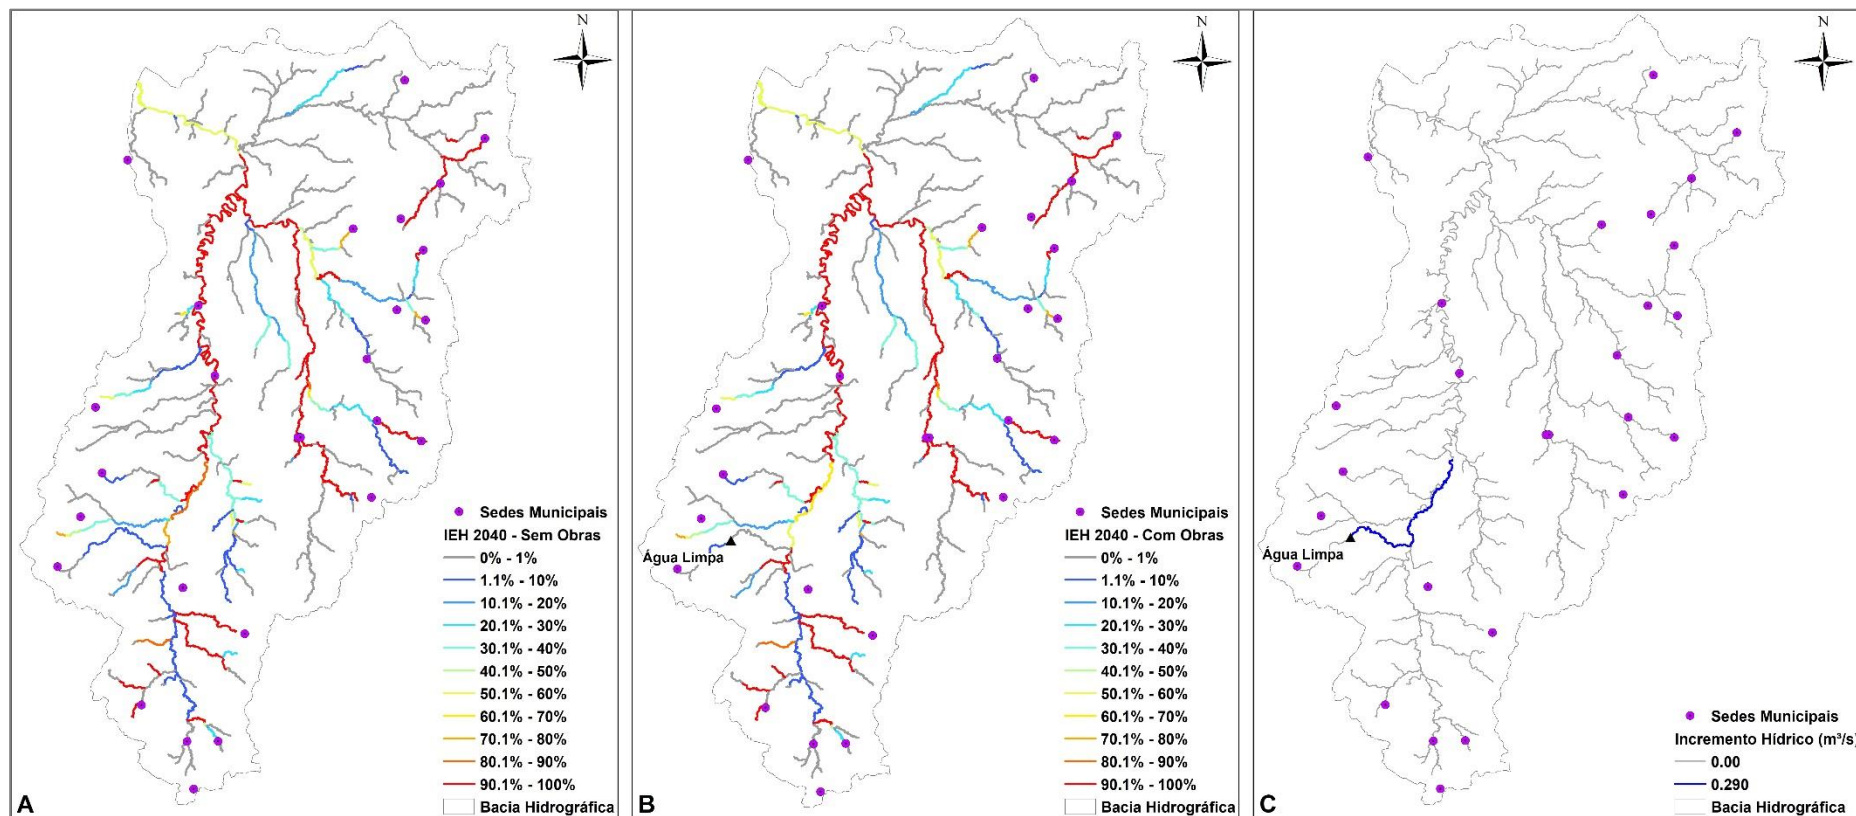 N
Sedes Municipais
IEH 2040 - Sem Obras
0% - 1%
1.1% - 10%
10.1% - 20%
20.1% - 30%
30.1% - 40%
40.1% - 50%
50.1% - 60%
60.1% - 70%
70.1% - 80%
80.1% - 90%
90.1% - 100%
Bacia Hidrográfica
A
N
Água Limpa
Sedes Municipais
IEH 2040 - Com Obras
0% - 1%
1.1% - 10%
10.1% - 20%
20.1% - 30%
30.1% - 40%
40.1% - 50%
50.1% - 60%
60.1% - 70%
70.1% - 80%
80.1% - 90%
90.1% - 100%
Bacia Hidrográfica
B
N
Água Limpa
Sedes Municipais
Incremento Hídrico (m³/s)
0.00
0.290
Bacia Hidrográfica
C